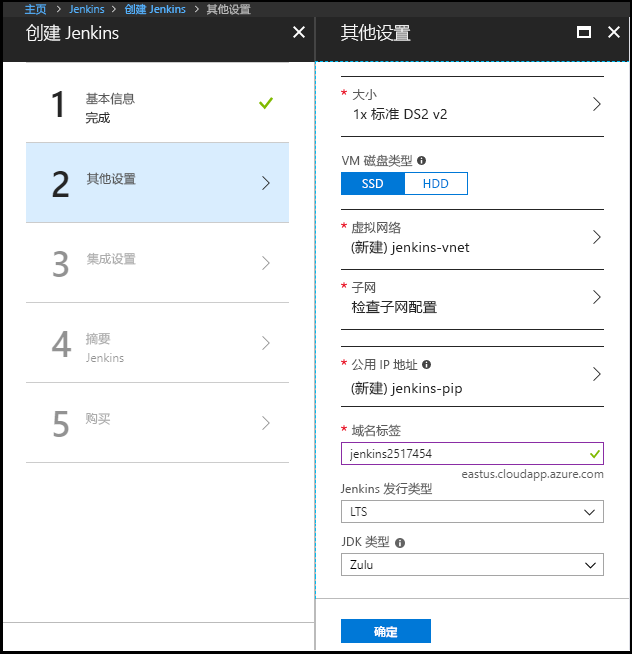 主页 > Jenkins > 创建 Jenkins > 其他设置
创建 Jenkins
1 基本信息
完成
2 其他设置
3 集成设置
4 摘要
Jenkins
5 购买
其他设置
* 大小
1x 标准 DS2 v2
VM 磁盘类型
SSD HDD
* 虚拟网络
(新建) jenkins-vnet
* 子网
检查子网配置
* 公用 IP 地址
(新建) jenkins-pip
* 域名标签
jenkins2517454
eastus.cloudapp.azure.com
Jenkins 发行类型
LTS
JDK 类型
Zulu
确定